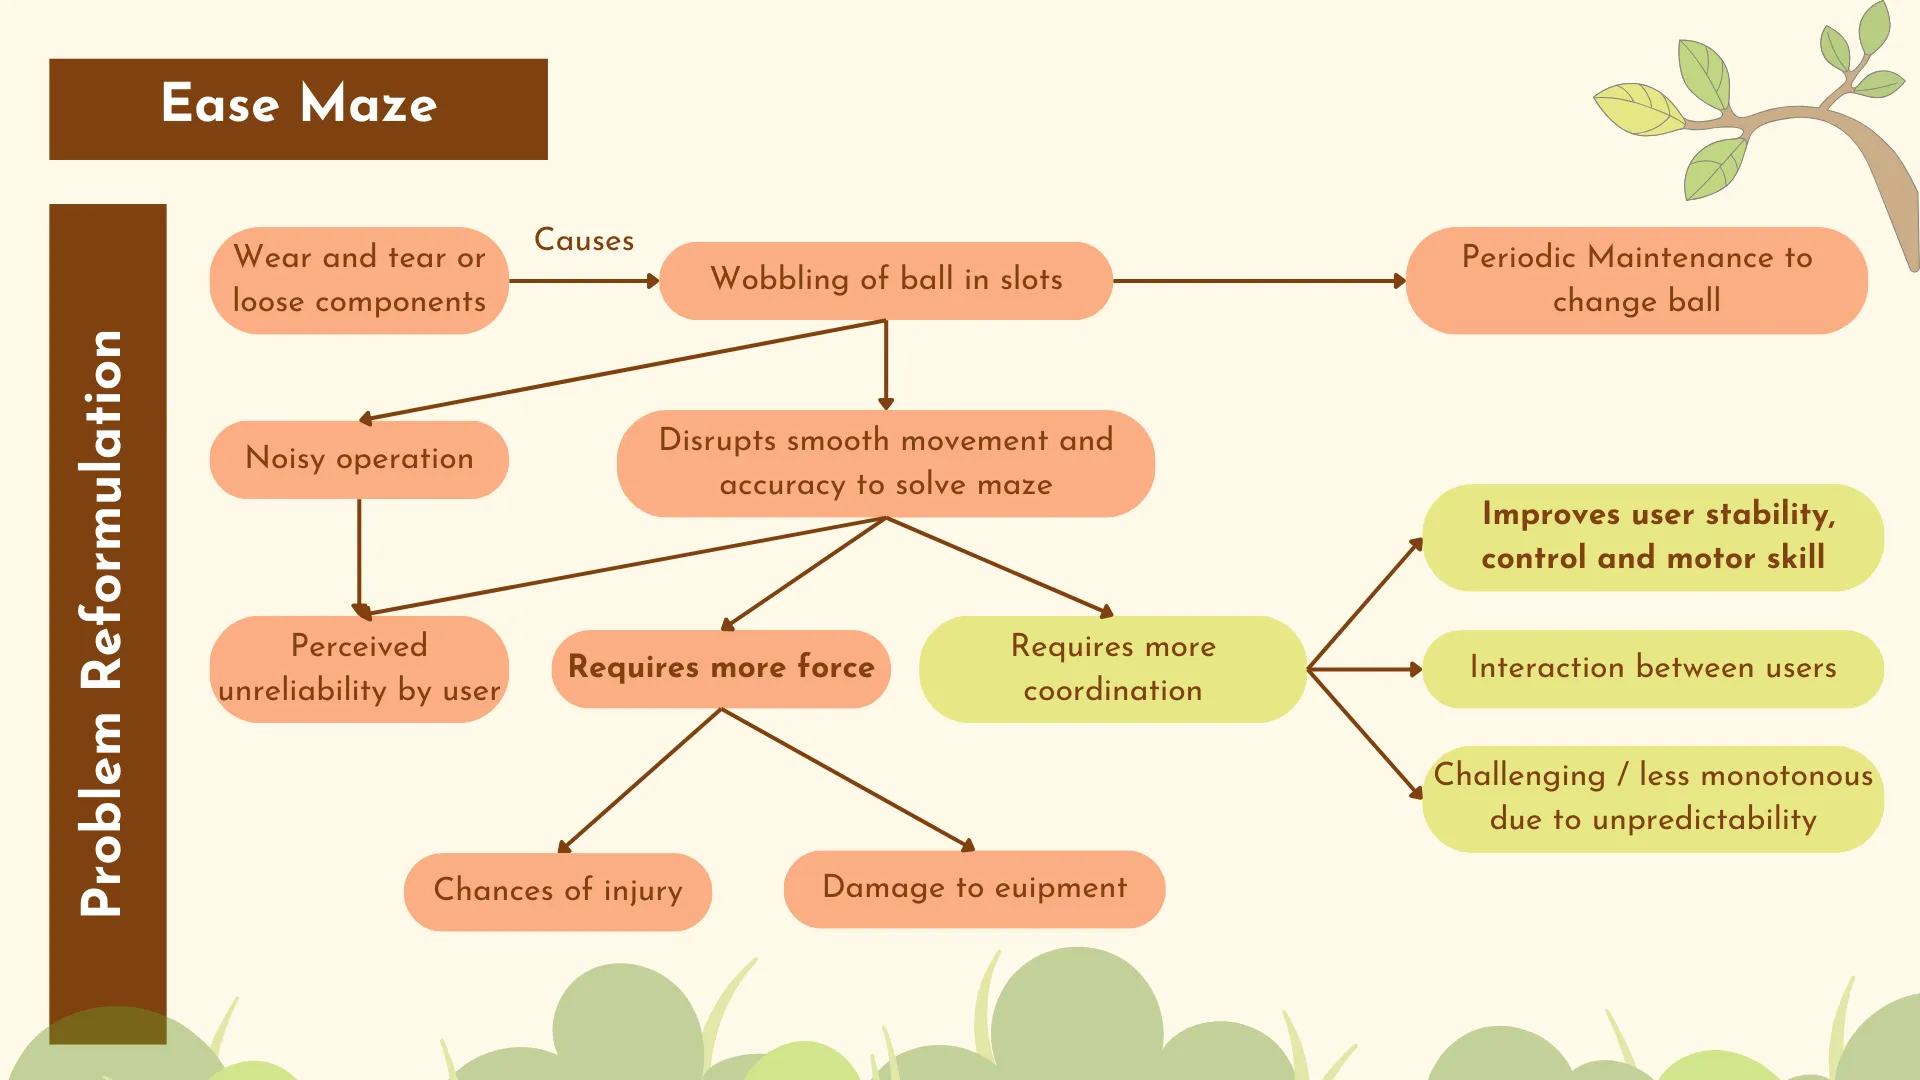 Ease Maze
Problem Reformulation
Wear and tear or
loose components
Causes
Wobbling of ball in slots
Periodic Maintenance to
change ball
Noisy operation
Disrupts smooth movement and
accuracy to solve maze
Perceived
unreliability by user
Requires more force
Requires more
coordination
Improves user stability,
control and motor skill
Interaction between users
Challenging / less monotonous
due to unpredictability
Chances of injury
Damage to euipment